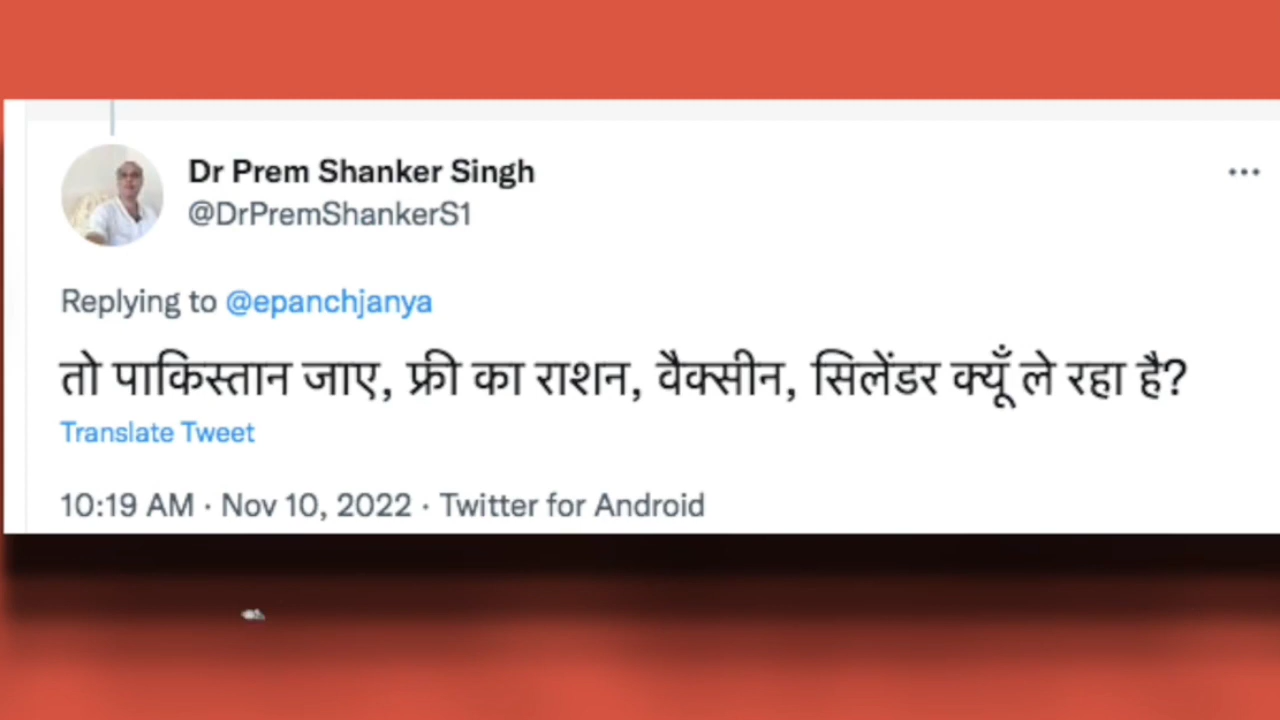 Dr Prem Shanker Singh
@DrPremShankerS1
Replying to @epanchjanya
तो पाकिस्तान जाए, फ्री का राशन, वैक्सीन, सिलेंडर क्यूँ ले रहा है?
Translate Tweet
10:19 AM · Nov 10, 2022 · Twitter for Android